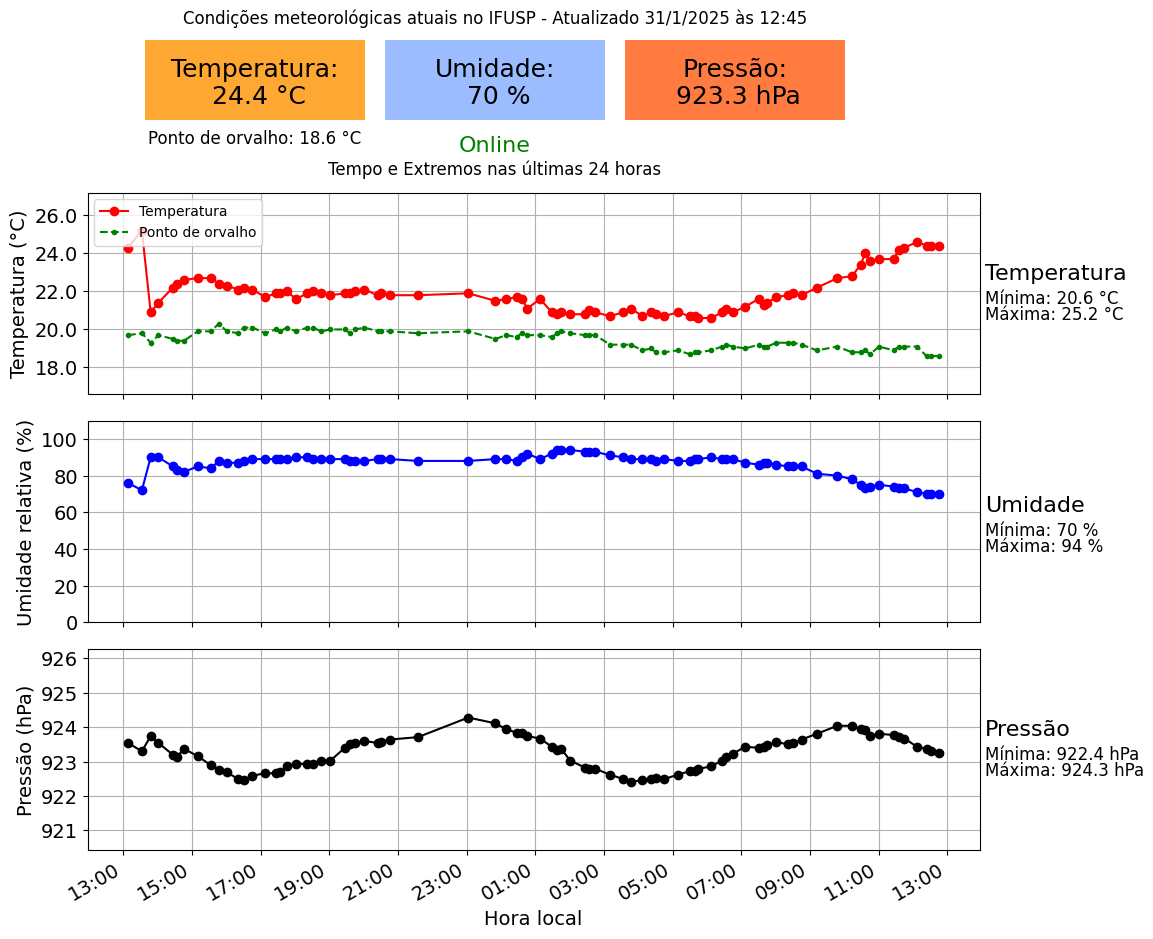 Condições meteorológicas atuais no IFUSP - Atualizado 31/1/2025 às 12:45
Temperatura:
24.4 °C
Umidade:
70 %
Pressão:
923.3 hPa
Ponto de orvalho: 18.6 °C
Online
Tempo e Extremos nas últimas 24 horas
Temperatura (°C)
26.0
24.0
22.0
20.0
18.0
Temperatura
Ponto de orvalho
Temperatura
Mínima: 20.6 °C
Máxima: 25.2 °C
Umidade relativa (%)
100
80
60
40
20
0
Umidade
Mínima: 70 %
Máxima: 94 %
Pressão (hPa)
926
925
924
923
922
921
Pressão
Mínima: 922.4 hPa
Máxima: 924.3 hPa
13:00
15:00
17:00
19:00
21:00
23:00
01:00
03:00
05:00
07:00
09:00
11:00
13:00
Hora local